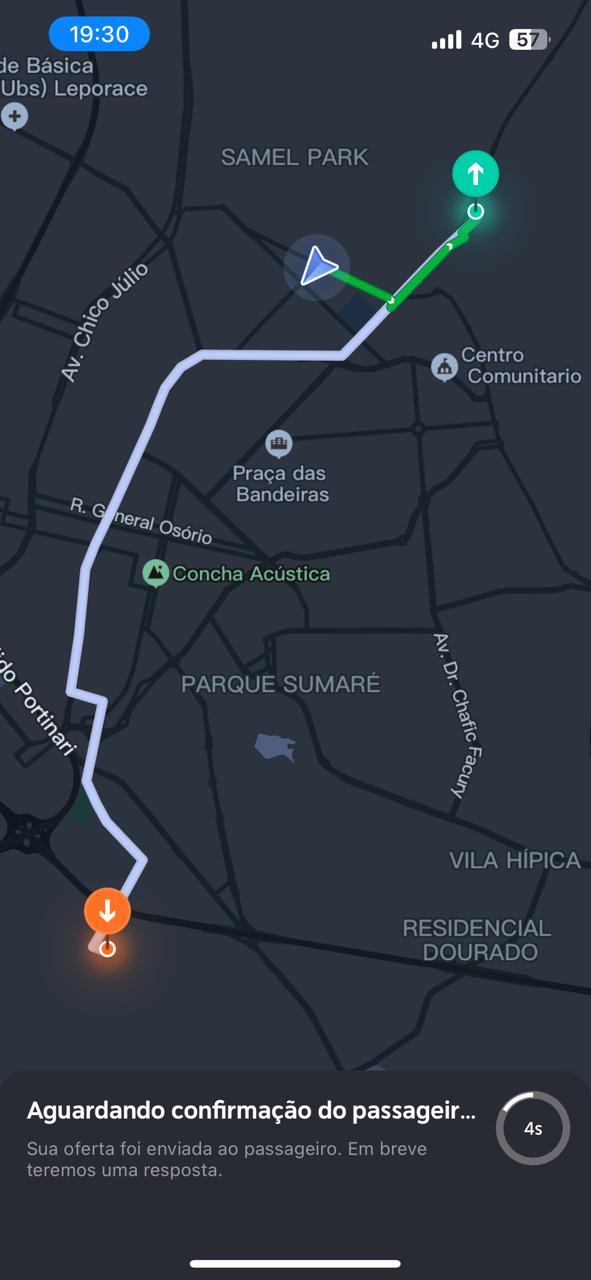 19:30
4G
57
de Básica
Ubs) Leporace
SAMEL PARK
Av. Chico Júlio
Centro
Comunitario
Praça das
Bandeiras
R. General Osório
Concha Acústica
ido Portinari
PARQUE SUMARÉ
Av. Dr. Chafic Facury
VILA HÍPICA
RESIDENCIAL
DOURADO
Aguardando confirmação do passageir...
4s
Sua oferta foi enviada ao passageiro. Em breve
teremos uma resposta.